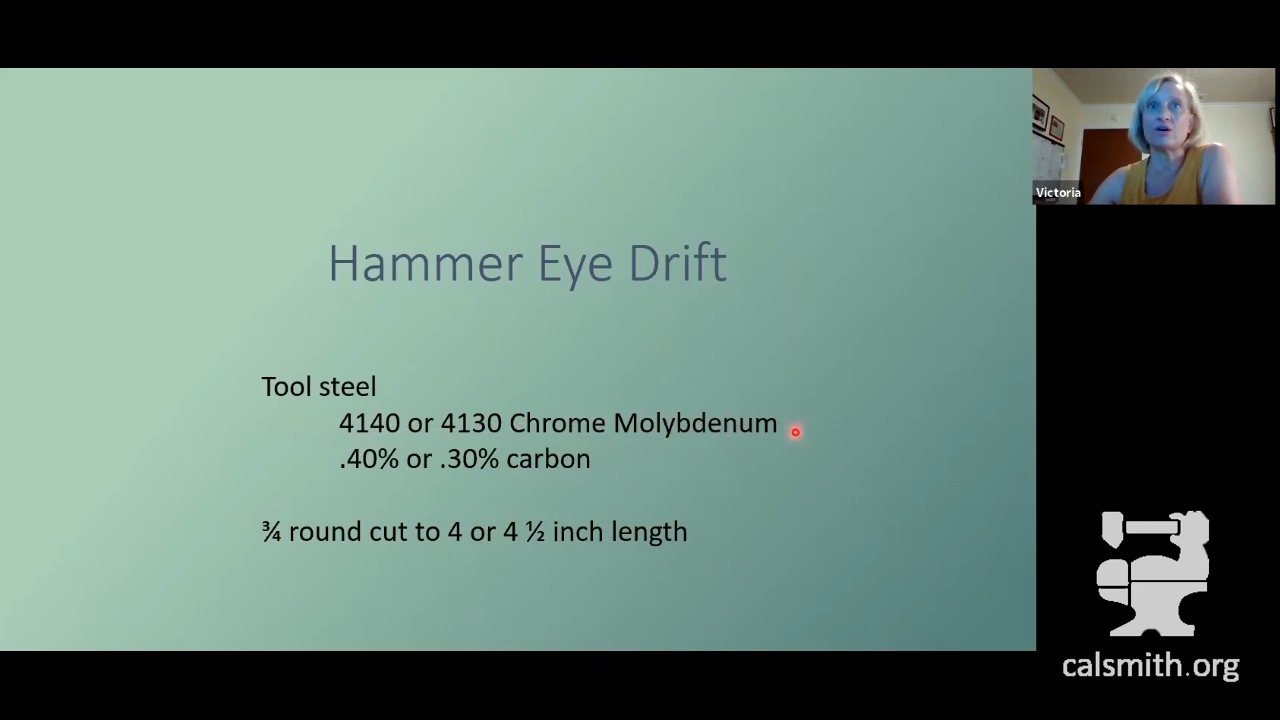 Hammer Eye Drift
Tool steel
4140 or 4130 Chrome Molybdenum
.40% or .30% carbon
¾ round cut to 4 or 4 ½ inch length
Victoria
calsmith.org